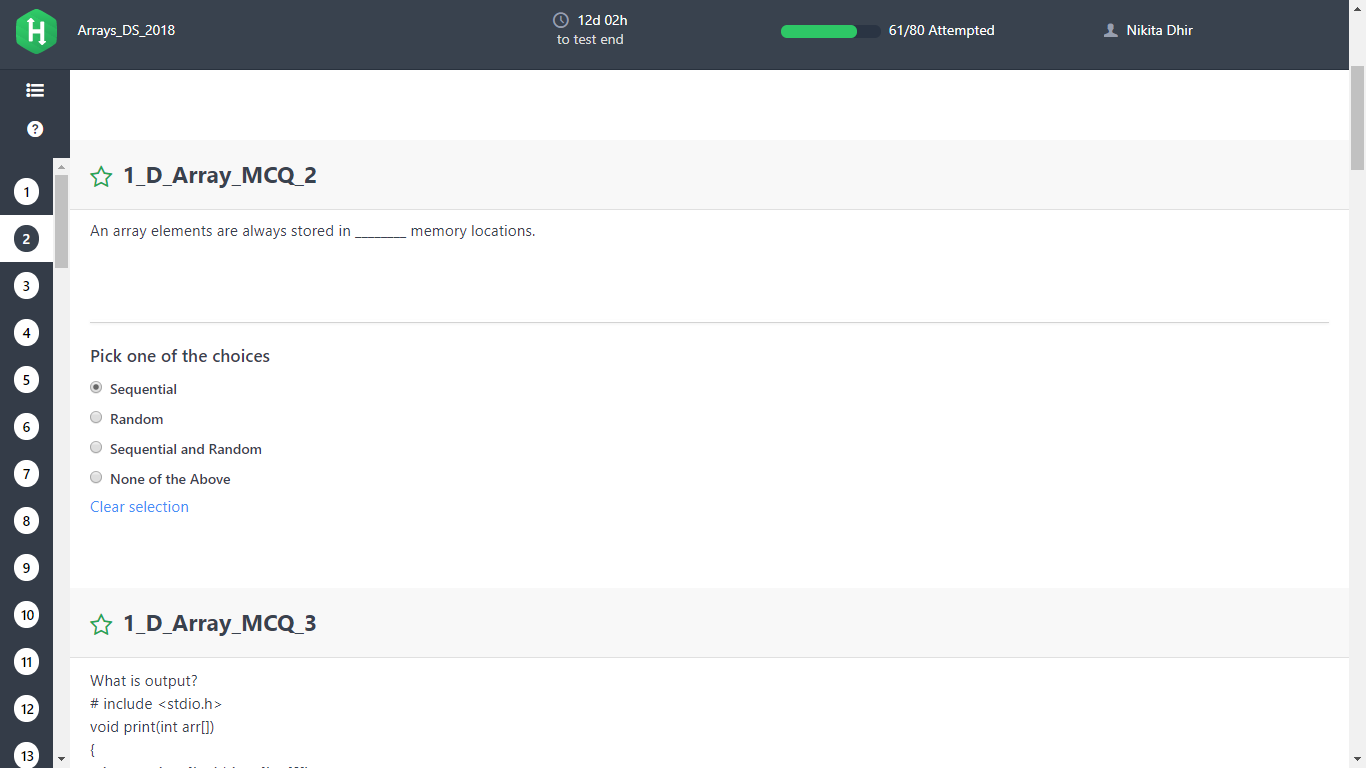 Arrays_DS_2018
12d 02h
to test end
61/80 Attempted
Nikita Dhir
?
1
2
3
4
5
6
7
8
9
10
11
12
13
1_D_Array_MCQ_2
An array elements are always stored in ________ memory locations.
Pick one of the choices
Sequential
Random
Sequential and Random
None of the Above
Clear selection
1_D_Array_MCQ_3
What is output?
# include <stdio.h>
void print(int arr[])
{